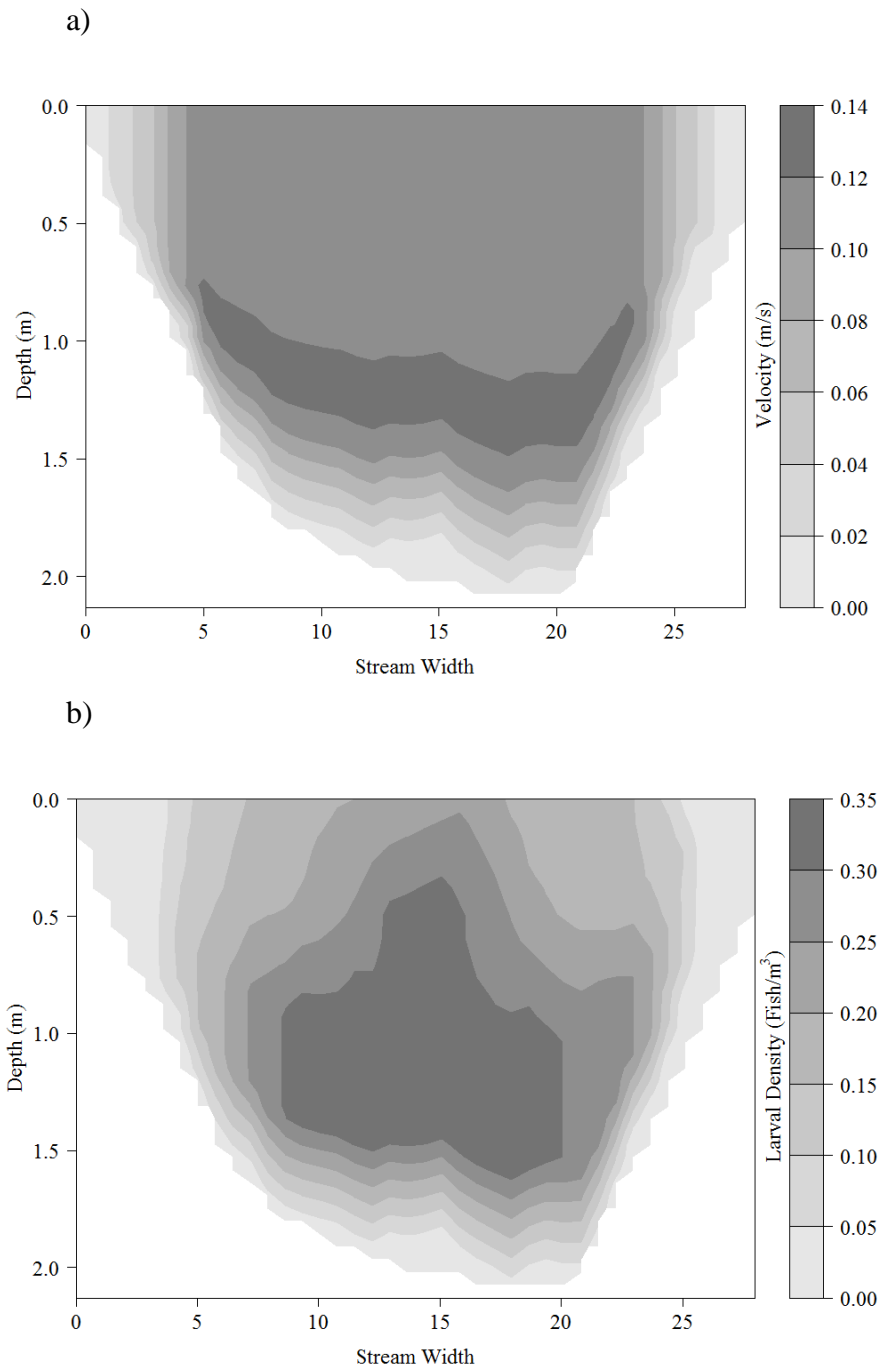 a)
0.0
0.5
1.0
1.5
2.0
Depth (m)
0 5 10 15 20 25
Stream Width
0.14
0.12
0.10
0.08
0.06
0.04
0.02
0.00
Velocity (m/s)
b)
0.0
0.5
1.0
1.5
2.0
Depth (m)
0 5 10 15 20 25
Stream Width
0.35
0.30
0.25
0.20
0.15
0.10
0.05
0.00
Larval Density (Fish/m³)